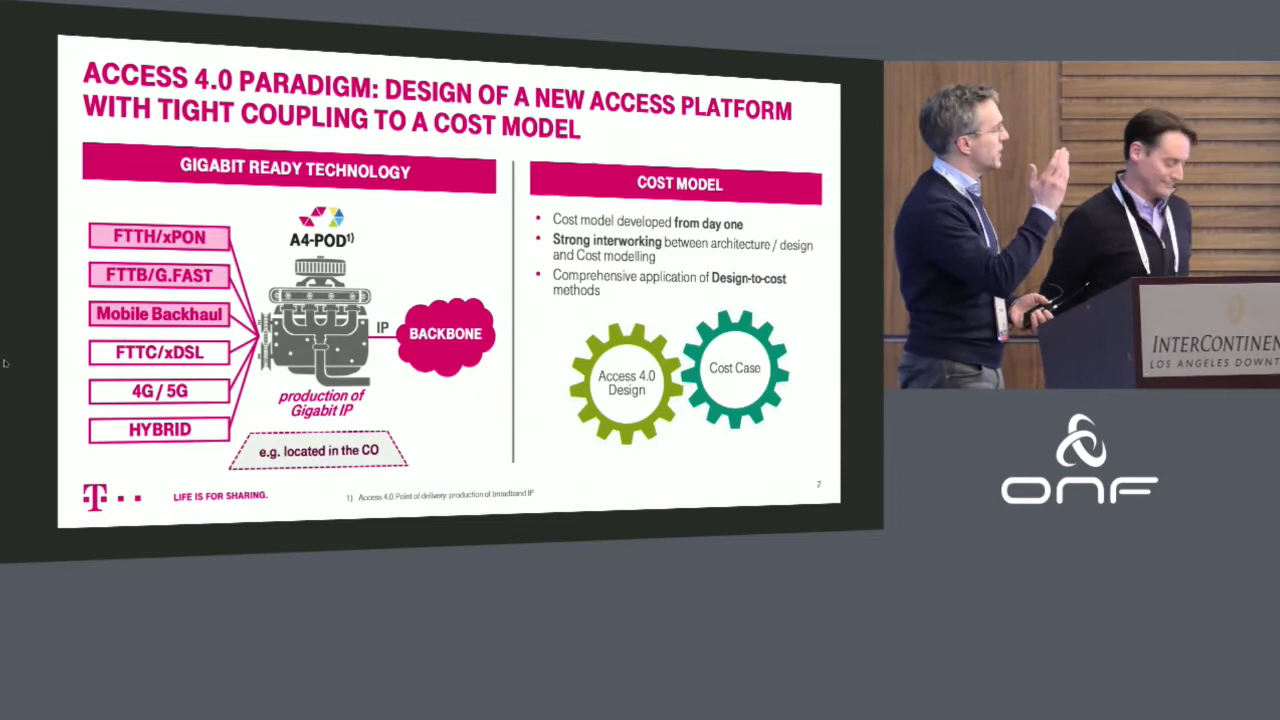 ACCESS 4.0 PARADIGM: DESIGN OF A NEW ACCESS PLATFORM
WITH TIGHT COUPLING TO A COST MODEL
GIGABIT READY TECHNOLOGY
A4-POD1)
FTTH/xPON
FTTB/G.FAST
Mobile Backhaul
FTTC/xDSL
4G / 5G
HYBRID
IP
BACKBONE
production of
Gigabit IP
e.g. located in the CO
COST MODEL
• Cost model developed from day one
• Strong interworking between architecture / design
and Cost modelling
• Comprehensive application of Design-to-cost
methods
Access 4.0
Design
Cost Case
T
LIFE IS FOR SHARING.
1) Access 4.0 Point of delivery: production of broadband IP
2
INTERCONTINEN
LOS ANGELES DOWNT
ONF